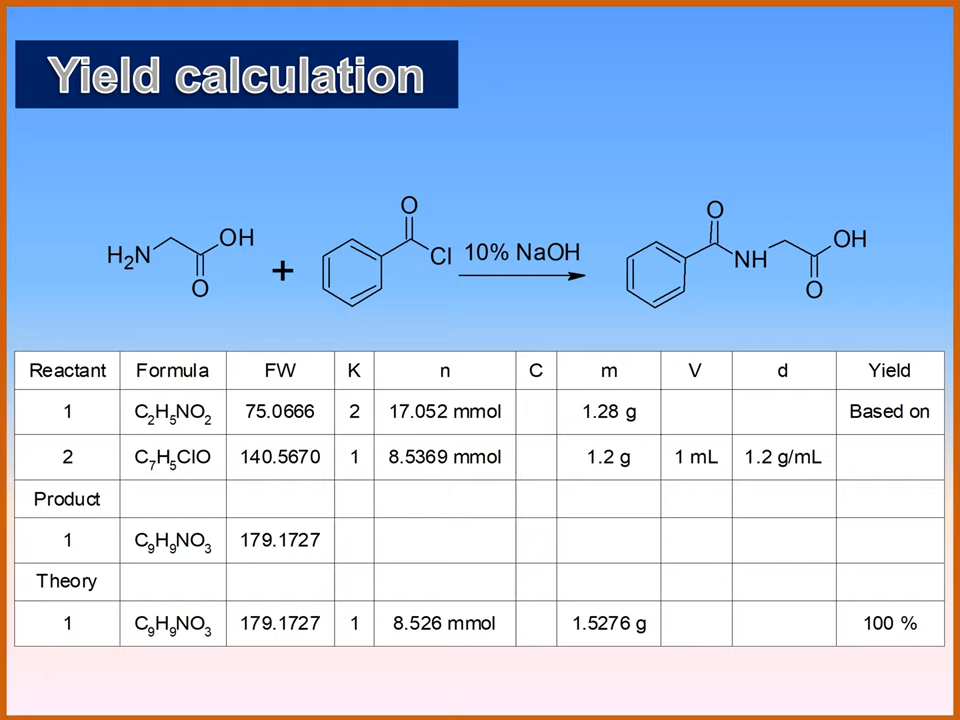 Yield calculation
H₂N OH O + O Cl 10% NaOH O NH OH O
Reactant Formula FW K n C m V d Yield
1 C₂H₅NO₂ 75.0666 2 17.052 mmol 1.28 g Based on
2 C₇H₅ClO 140.5670 1 8.5369 mmol 1.2 g 1 mL 1.2 g/mL
Product
1 C₉H₉NO₃ 179.1727
Theory
1 C₉H₉NO₃ 179.1727 1 8.526 mmol 1.5276 g 100 %